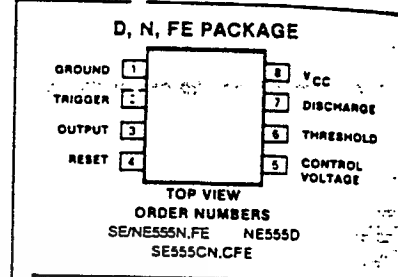 D, N, FE PACKAGE
GROUND 1
8 VCC
TRIGGER
7 DISCHARGE
OUTPUT 3
6 THRESHOLD
RESET 4
5 CONTROL VOLTAGE
TOP VIEW
ORDER NUMBERS
SE/NE555N,FE NE555D
SE555CN,CFE